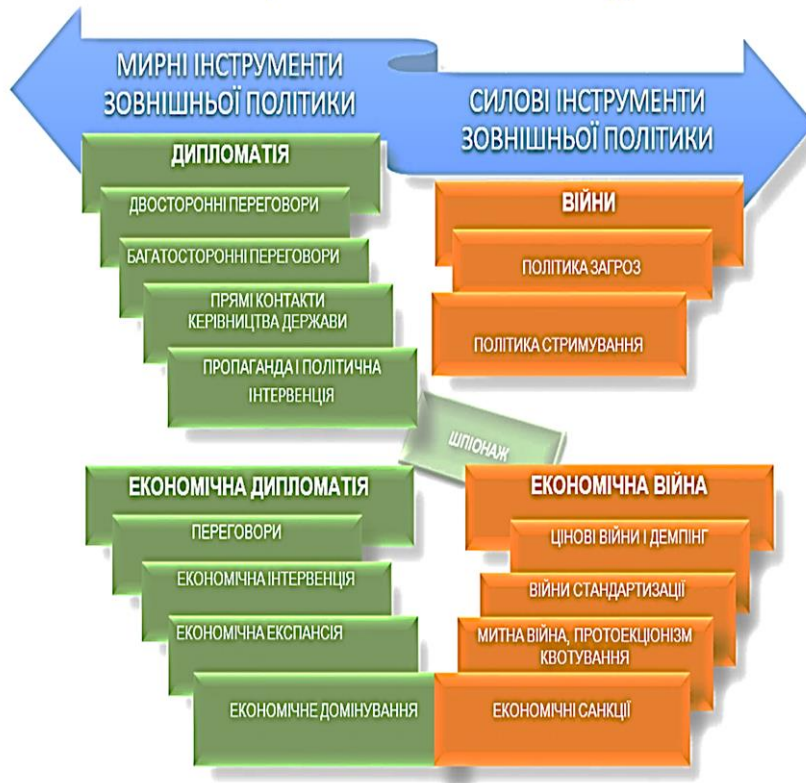 МИРНІ ІНСТРУМЕНТИ
ЗОВНІШНЬОЇ ПОЛІТИКИ
СИЛОВІ ІНСТРУМЕНТИ
ЗОВНІШНЬОЇ ПОЛІТИКИ
ДИПЛОМАТІЯ
ДВОСТОРОННІ ПЕРЕГОВОРИ
БАГАТОСТОРОННІ ПЕРЕГОВОРИ
ПРЯМІ КОНТАКТИ
КЕРІВНИЦТВА ДЕРЖАВИ
ПРОПАГАНДА І ПОЛІТИЧНА
ІНТЕРВЕНЦІЯ
ВІЙНИ
ПОЛІТИКА ЗАГРОЗ
ПОЛІТИКА СТРИМУВАННЯ
ШПІОНАЖ
ЕКОНОМІЧНА ДИПЛОМАТІЯ
ПЕРЕГОВОРИ
ЕКОНОМІЧНА ІНТЕРВЕНЦІЯ
ЕКОНОМІЧНА ЕКСПАНСІЯ
ЕКОНОМІЧНЕ ДОМІНУВАННЯ
ЕКОНОМІЧНА ВІЙНА
ЦІНОВІ ВІЙНИ І ДЕМПІНГ
ВІЙНИ СТАНДАРТИЗАЦІЇ
МИТНА ВІЙНА, ПРОТОЕКЦІОНІЗМ
КВОТУВАННЯ
ЕКОНОМІЧНІ САНКЦІЇ